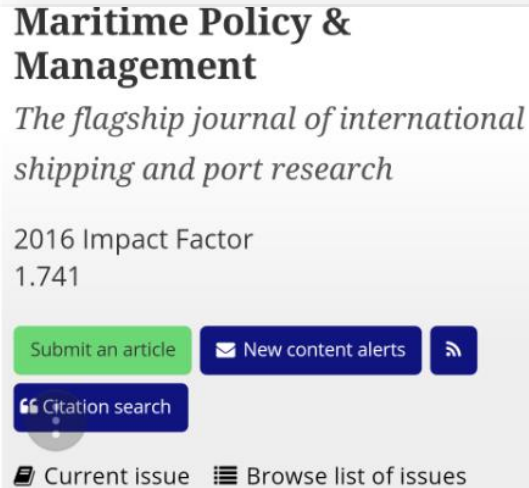 Maritime Policy &
Management
The flagship journal of international
shipping and port research
2016 Impact Factor
1.741
Submit an article New content alerts
Citation search
Current issue Browse list of issues